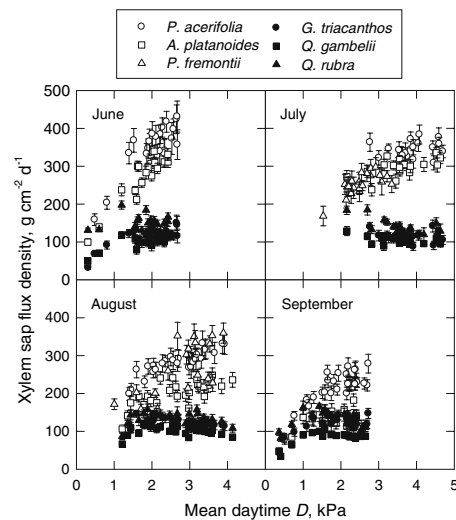 P. acerifolia
G. triacanthos
A. platanoides
Q. gambelii
P. fremontii
Q. rubra
Xylem sap flux density, g cm⁻² d⁻¹
500
400
300
200
100
0
June
July
400
300
200
100
0
August
September
0 1 2 3 4 0 1 2 3 4 5
Mean daytime D, kPa